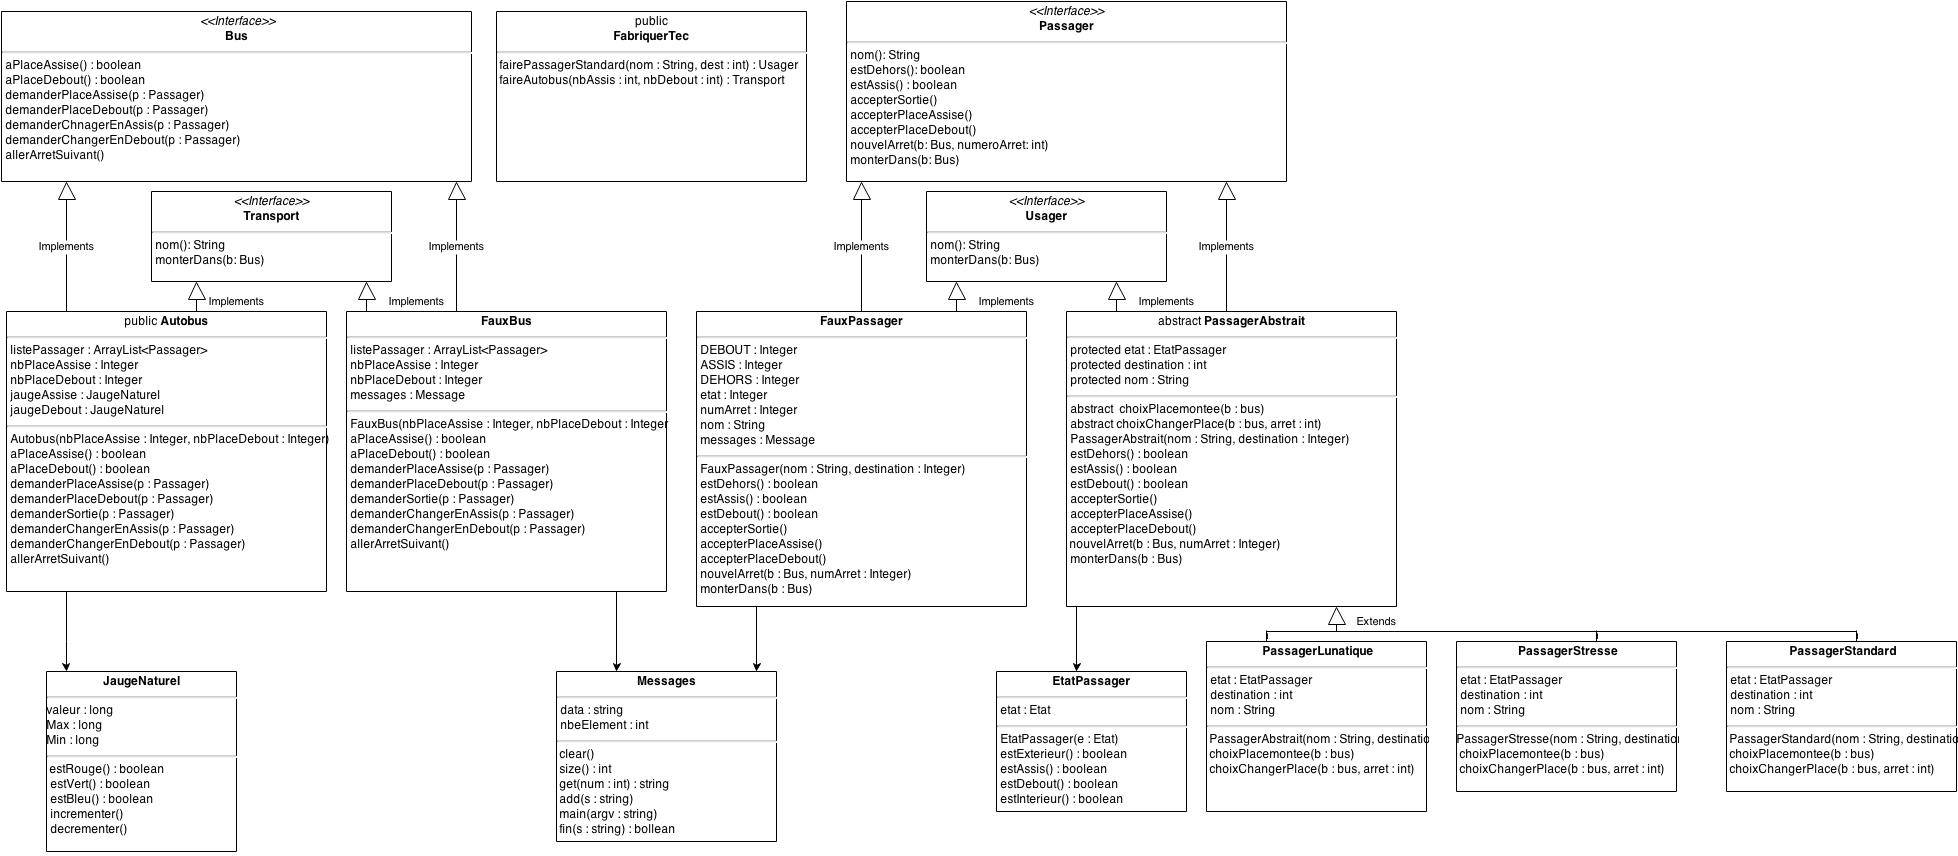 <<Interface>>
Bus
aPlaceAssise() : boolean
aPlaceDebout() : boolean
demanderPlaceAssise(p : Passager)
demanderPlaceDebout(p : Passager)
demanderChnagerEnAssis(p : Passager)
demanderChangerEnDebout(p : Passager)
allerArretSuivant()
public
FabriquerTec
fairePassagerStandard(nom : String, dest : int) : Usager
faireAutobus(nbAssis : int, nbDebout : int) : Transport
<<Interface>>
Passager
nom(): String
estDehors(): boolean
estAssis() : boolean
accepterSortie()
accepterPlaceAssise()
accepterPlaceDebout()
nouvelArret(b: Bus, numeroArret: int)
monterDans(b: Bus)
<<Interface>>
Transport
nom(): String
monterDans(b: Bus)
<<Interface>>
Usager
nom(): String
monterDans(b: Bus)
Implements
Implements
Implements
Implements
Implements
Implements
Implements
Implements
public Autobus
listePassager : ArrayList<Passager>
nbPlaceAssise : Integer
nbPlaceDebout : Integer
jaugeAssise : JaugeNaturel
jaugeDebout : JaugeNaturel
Autobus(nbPlaceAssise : Integer, nbPlaceDebout : Integer)
aPlaceAssise() : boolean
aPlaceDebout() : boolean
demanderPlaceAssise(p : Passager)
demanderPlaceDebout(p : Passager)
demanderSortie(p : Passager)
demanderChangerEnAssis(p : Passager)
demanderChangerEnDebout(p : Passager)
allerArretSuivant()
FauxBus
listePassager : ArrayList<Passager>
nbPlaceAssise : Integer
nbPlaceDebout : Integer
messages : Message
FauxBus(nbPlaceAssise : Integer, nbPlaceDebout : Integer
aPlaceAssise() : boolean
aPlaceDebout() : boolean
demanderPlaceAssise(p : Passager)
demanderPlaceDebout(p : Passager)
demanderSortie(p : Passager)
demanderChangerEnAssis(p : Passager)
demanderChangerEnDebout(p : Passager)
allerArretSuivant()
FauxPassager
DEBOUT : Integer
ASSIS : Integer
DEHORS : Integer
etat : Integer
numArret : Integer
nom : String
messages : Message
FauxPassager(nom : String, destination : Integer)
estDehors() : boolean
estAssis() : boolean
estDebout() : boolean
accepterSortie()
accepterPlaceAssise()
accepterPlaceDebout()
nouvelArret(b : Bus, numArret : Integer)
monterDans(b : Bus)
abstract PassagerAbstrait
protected etat : EtatPassager
protected destination : int
protected nom : String
abstract choixPlacemontee(b : bus)
abstract choixChangerPlace(b : bus, arret : int)
PassagerAbstrait(nom : String, destination : Integer)
estDehors() : boolean
estAssis() : boolean
estDebout() : boolean
accepterSortie()
accepterPlaceAssise()
accepterPlaceDebout()
nouvelArret(b : Bus, numArret : Integer)
monterDans(b : Bus)
Extends
JaugeNaturel
valeur : long
Max : long
Min : long
estRouge() : boolean
estVert() : boolean
estBleu() : boolean
incrementer()
decrementer()
Messages
data : string
nbeElement : int
clear()
size() : int
get(num : int) : string
add(s : string)
main(argv : string)
fin(s : string) : bollean
EtatPassager
etat : Etat
EtatPassager(e : Etat)
estExterieur() : boolean
estAssis() : boolean
estDebout() : boolean
estInterieur() : boolean
PassagerLunatique
etat : EtatPassager
destination : int
nom : String
PassagerAbstrait(nom : String, destinatio
choixPlacemontee(b : bus)
choixChangerPlace(b : bus, arret : int)
PassagerStresse
etat : EtatPassager
destination : int
nom : String
PassagerStresse(nom : String, destination
choixPlacemontee(b : bus)
choixChangerPlace(b : bus, arret : int)
PassagerStandard
etat : EtatPassager
destination : int
nom : String
PassagerStandard(nom : String, destinatio
choixPlacemontee(b : bus)
choixChangerPlace(b : bus, arret : int)